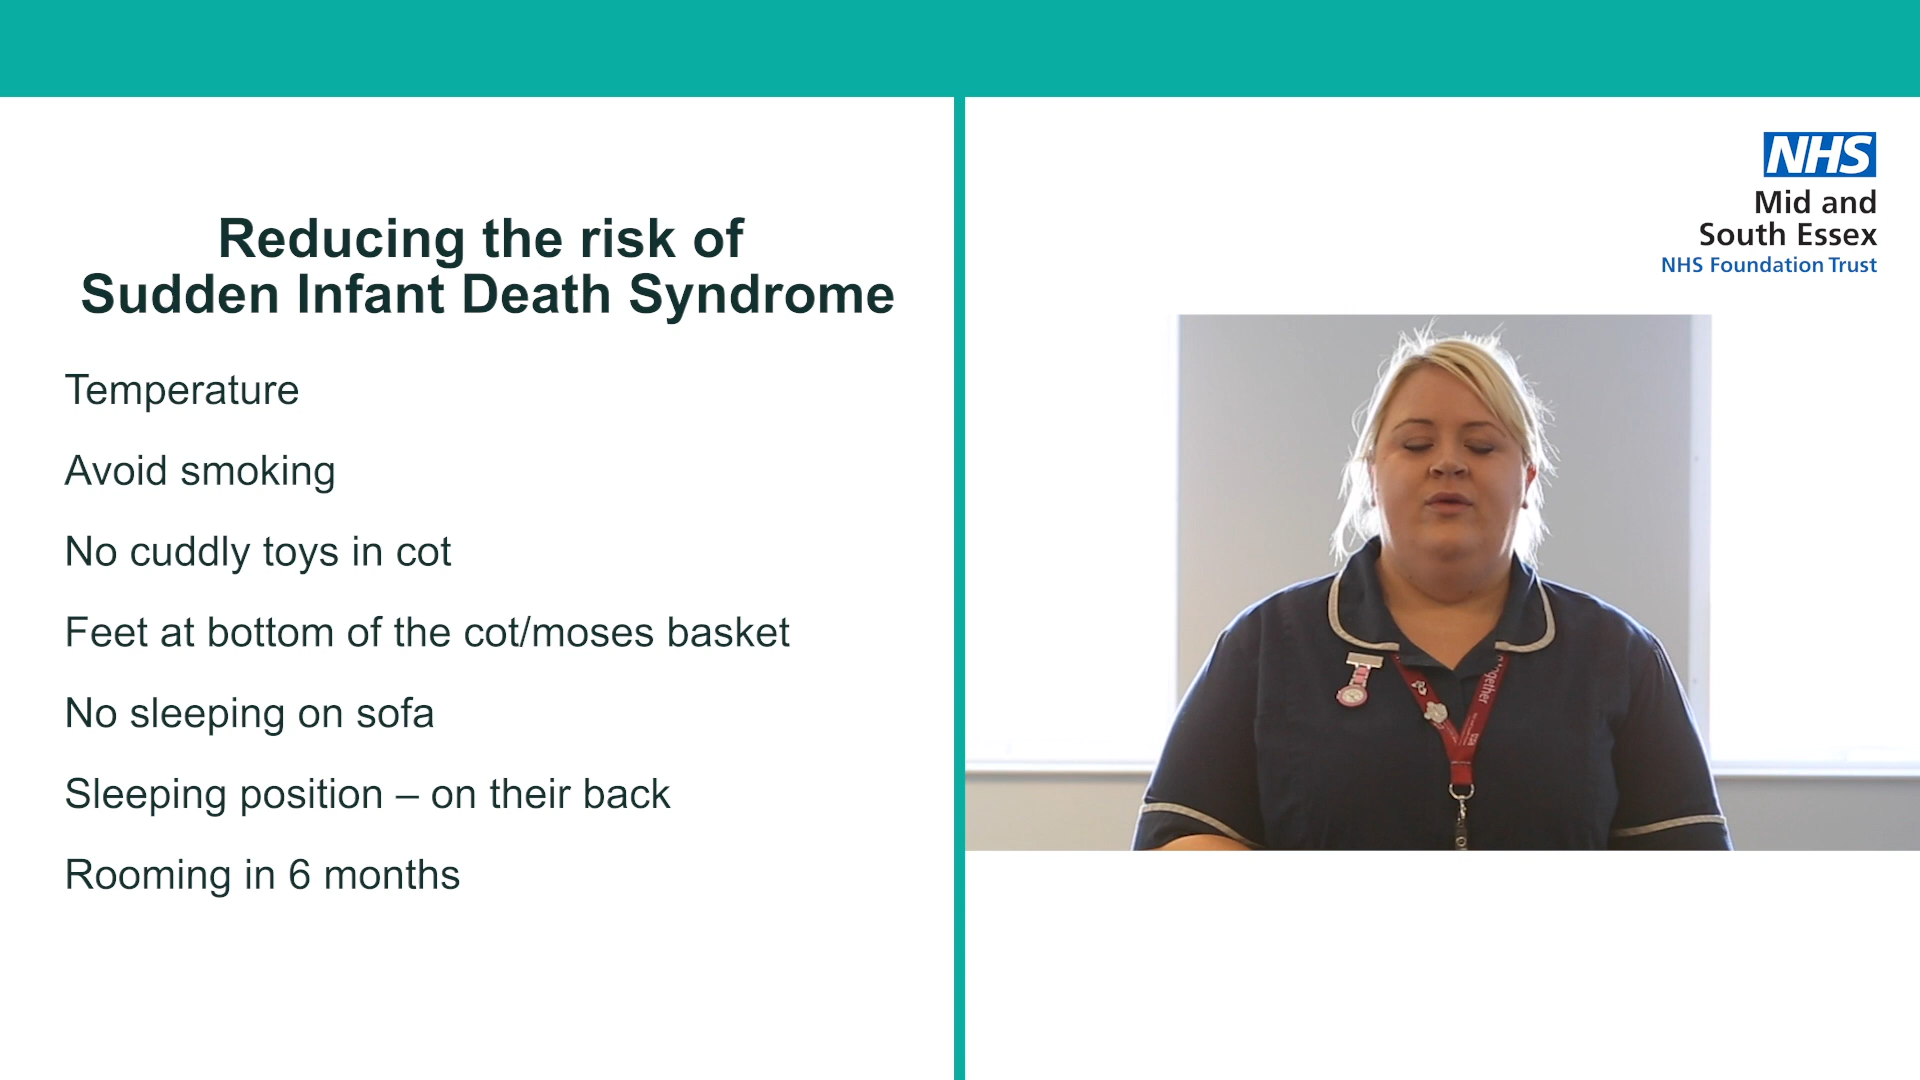 Reducing the risk of
Sudden Infant Death Syndrome
Temperature
Avoid smoking
No cuddly toys in cot
Feet at bottom of the cot/moses basket
No sleeping on sofa
Sleeping position – on their back
Rooming in 6 months
NHS
Mid and
South Essex
NHS Foundation Trust
together